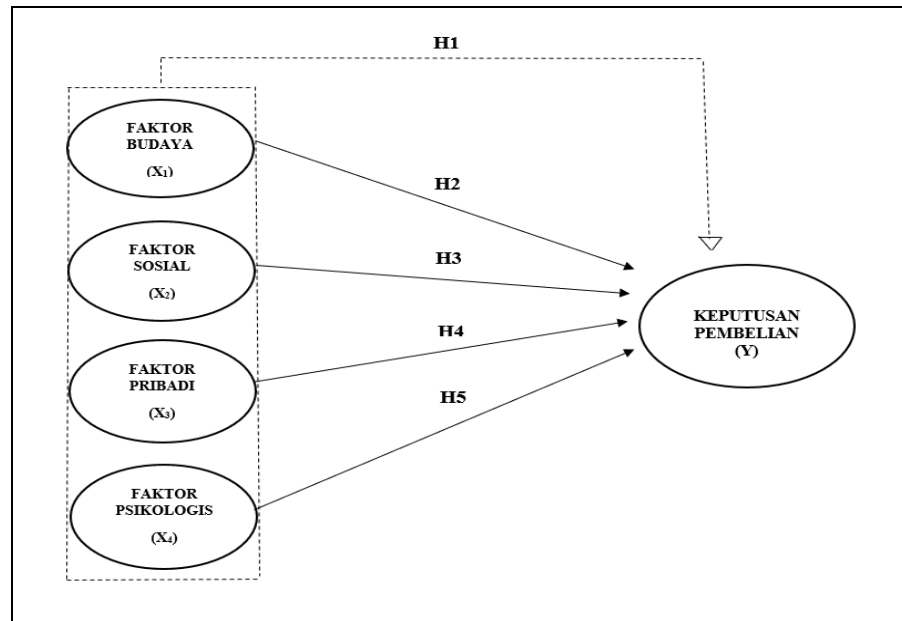 H1
FAKTOR
BUDAYA
(X₁)
H2
FAKTOR
SOSIAL
(X₂)
H3
KEPUTUSAN
PEMBELIAN
(Y)
FAKTOR
PRIBADI
(X₃)
H4
H5
FAKTOR
PSIKOLOGIS
(X₄)